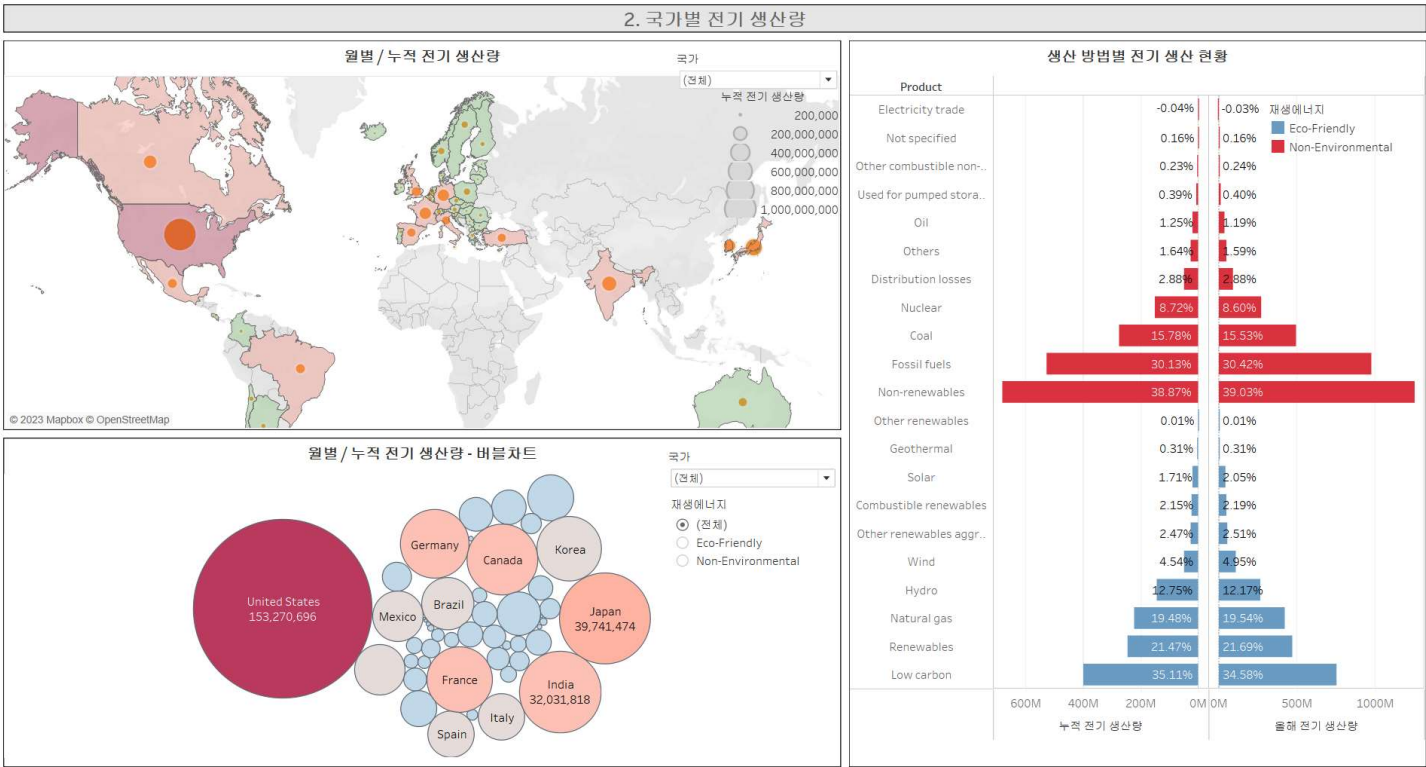 2. 국가별 전기 생산량
월별 / 누적 전기 생산량
국가
(전체)
누적 전기 생산량
200,000
200,000,000
400,000,000
600,000,000
800,000,000
1,000,000,000
© 2023 Mapbox © OpenStreetMap
월별 / 누적 전기 생산량 - 버블차트
국가
(전체)
재생에너지
(전체)
Eco-Friendly
Non-Environmental
Germany
Canada
Korea
United States
153,270,696
Mexico
Brazil
Japan
39,741,474
France
India
32,031,818
Italy
Spain
생산 방법별 전기 생산 현황
Product
재생에너지
Eco-Friendly
Non-Environmental
Electricity trade -0.04% -0.03%
Not specified 0.16% 0.16%
Other combustible non-.. 0.23% 0.24%
Used for pumped stora.. 0.39% 0.40%
Oil 1.25% 1.19%
Others 1.64% 1.59%
Distribution losses 2.88% 2.88%
Nuclear 8.72% 8.60%
Coal 15.78% 15.53%
Fossil fuels 30.13% 30.42%
Non-renewables 38.87% 39.03%
Other renewables 0.01% 0.01%
Geothermal 0.31% 0.31%
Solar 1.71% 2.05%
Combustible renewables 2.15% 2.19%
Other renewables aggr.. 2.47% 2.51%
Wind 4.54% 4.95%
Hydro 12.75% 12.17%
Natural gas 19.48% 19.54%
Renewables 21.47% 21.69%
Low carbon 35.11% 34.58%
600M 400M 200M 0M 0M 500M 1000M
누적 전기 생산량 올해 전기 생산량